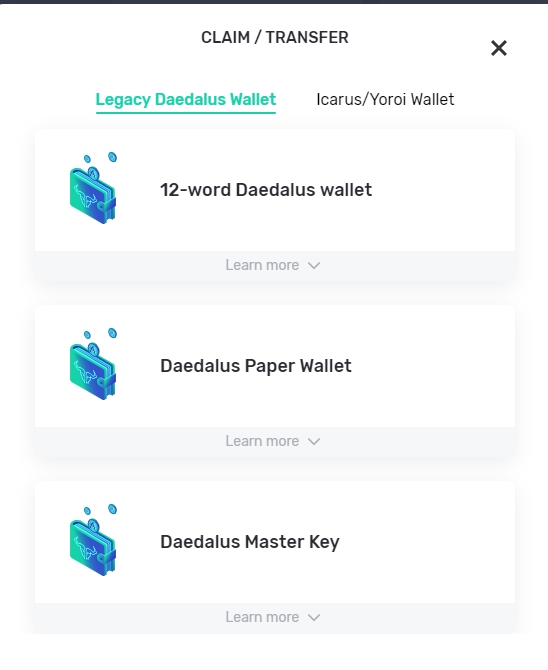 CLAIM / TRANSFER
Legacy Daedalus Wallet Icarus/Yoroi Wallet
12-word Daedalus wallet
Learn more
Daedalus Paper Wallet
Learn more
Daedalus Master Key
Learn more